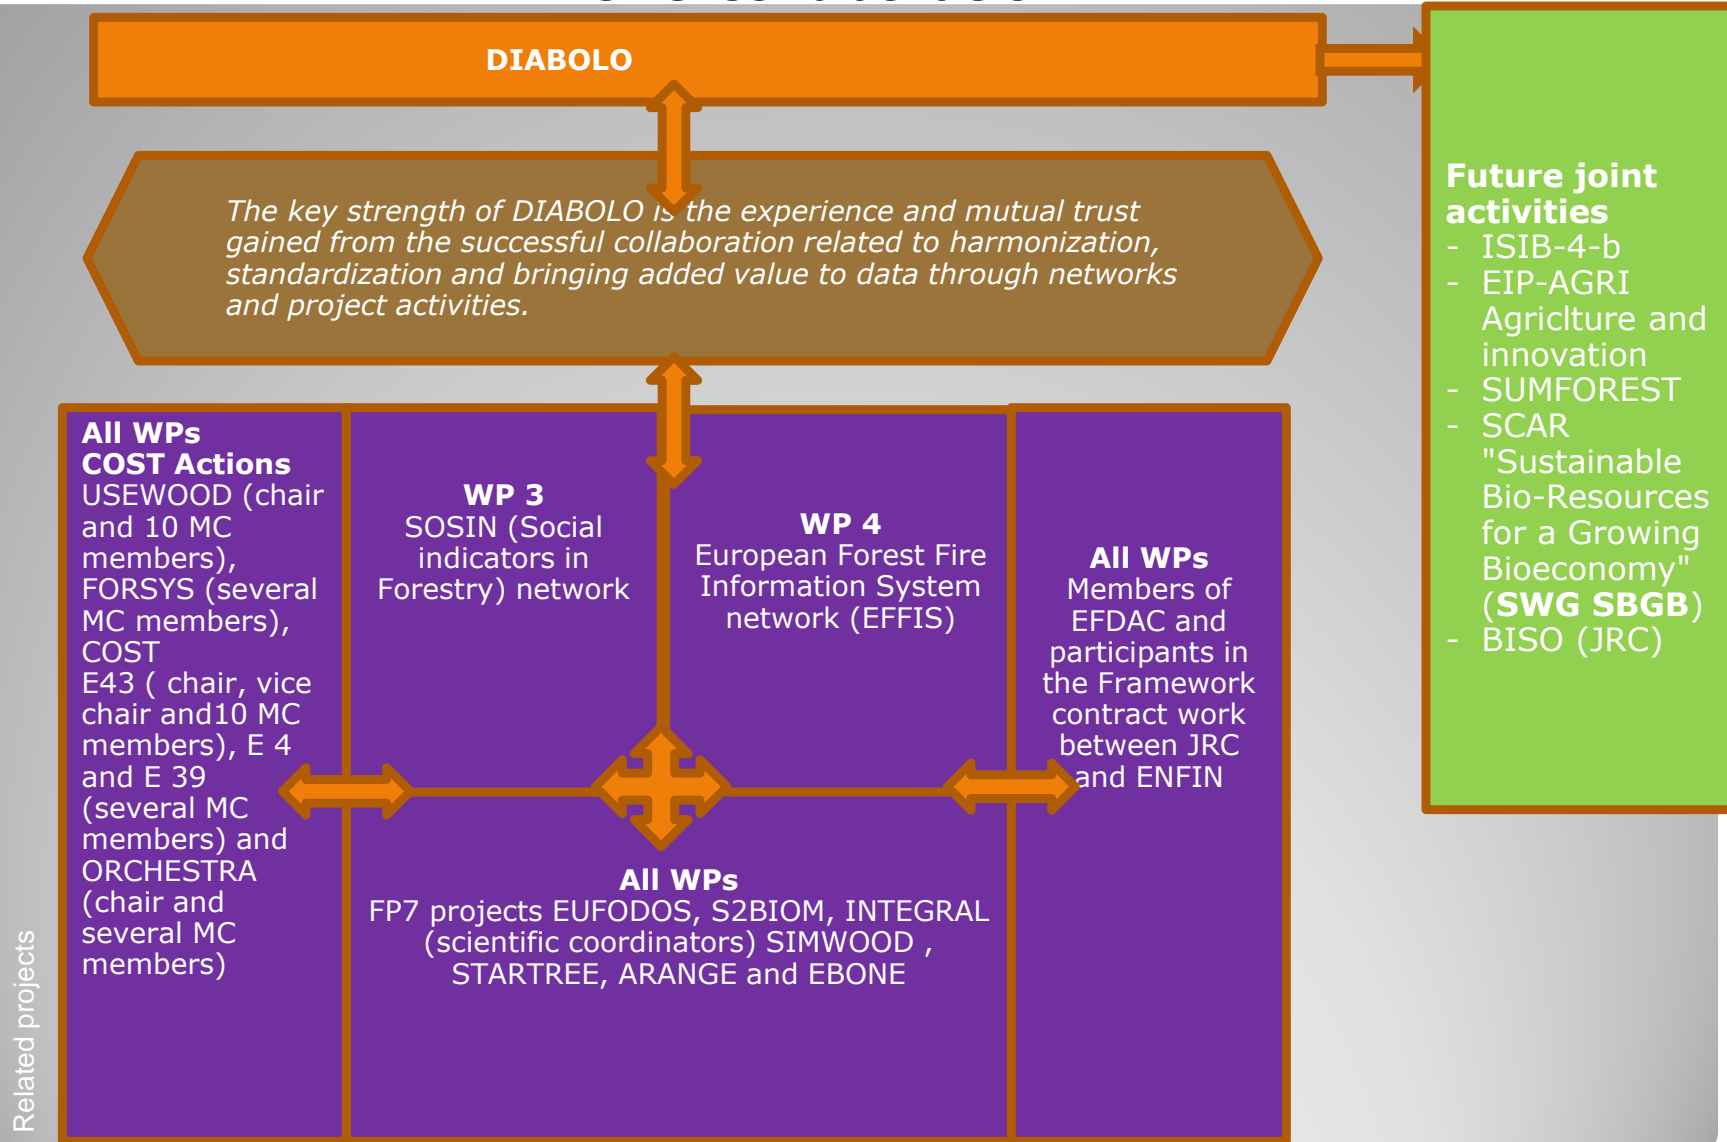 DIABOLO
The key strength of DIABOLO is the experience and mutual trust
gained from the successful collaboration related to harmonization,
standardization and bringing added value to data through networks
and project activities.
All WPs
COST Actions
USEWOOD (chair
and 10 MC
members),
FORSYS (several
MC members),
COST
E43 ( chair, vice
chair and10 MC
members), E 4
and E 39
(several MC
members) and
ORCHESTRA
(chair and
several MC
members)
WP 3
SOSIN (Social
indicators in
Forestry) network
WP 4
European Forest Fire
Information System
network (EFFIS)
All WPs
Members of
EFDAC and
participants in
the Framework
contract work
between JRC
and ENFIN
All WPs
FP7 projects EUFODOS, S2BIOM, INTEGRAL
(scientific coordinators) SIMWOOD ,
STARTREE, ARANGE and EBONE
Future joint
activities
- ISIB-4-b
- EIP-AGRI
Agriclture and
innovation
- SUMFOREST
- SCAR
"Sustainable
Bio-Resources
for a Growing
Bioeconomy"
(SWG SBGB)
- BISO (JRC)
Related projects